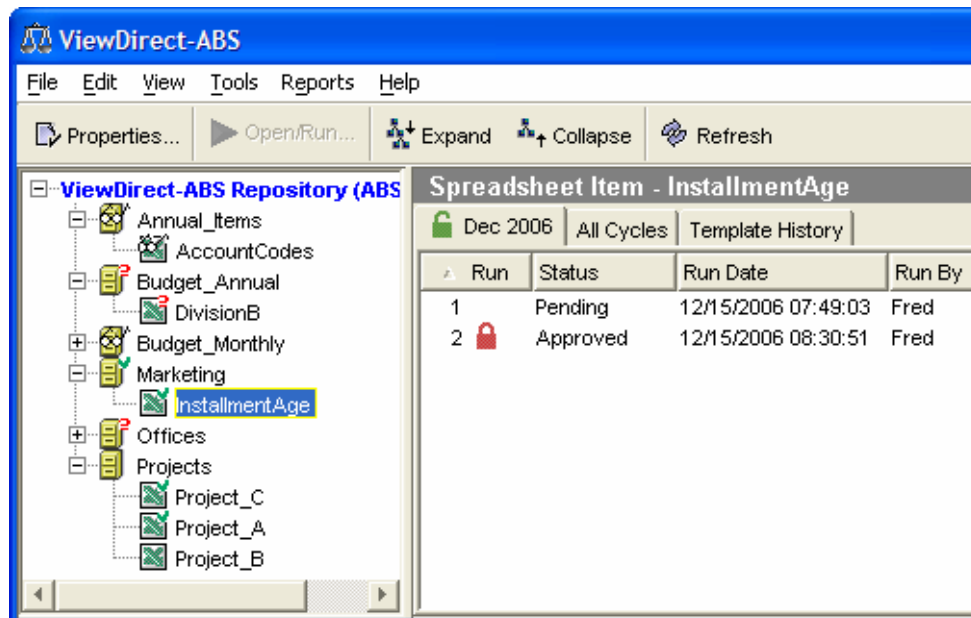 ViewDirect-ABS
File Edit View Tools Reports Help
Properties... Open/Run... Expand Collapse Refresh
ViewDirect-ABS Repository (ABS
Annual_Items
AccountCodes
Budget_Annual
DivisionB
Budget_Monthly
Marketing
InstallmentAge
Offices
Projects
Project_C
Project_A
Project_B
Spreadsheet Item - InstallmentAge
Dec 2006 All Cycles Template History
Run Status Run Date Run By
1 Pending 12/15/2006 07:49:03 Fred
2 Approved 12/15/2006 08:30:51 Fred